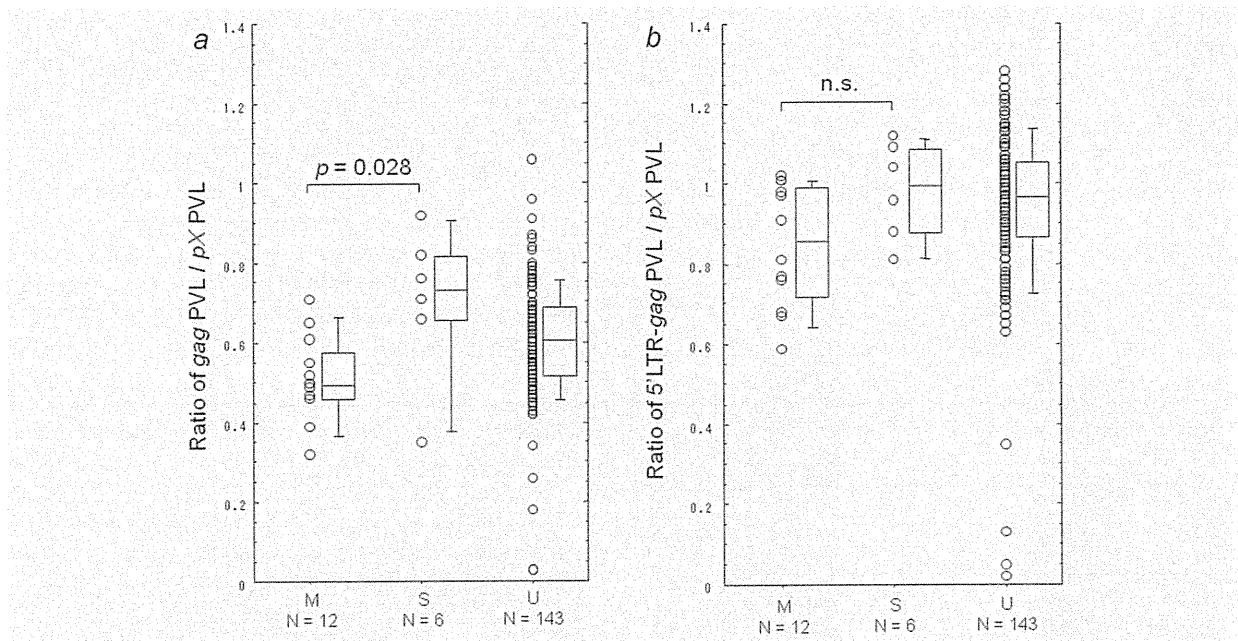 a
Ratio of gag PVL / pX PVL
1.4
1.2
1
0.8
0.6
0.4
0.2
0
p = 0.028
M
N = 12
S
N = 6
U
N = 143
b
Ratio of 5'LTR-gag PVL / pX PVL
1.4
1.2
1
0.8
0.6
0.4
0.2
0
n.s.
M
N = 12
S
N = 6
U
N = 143